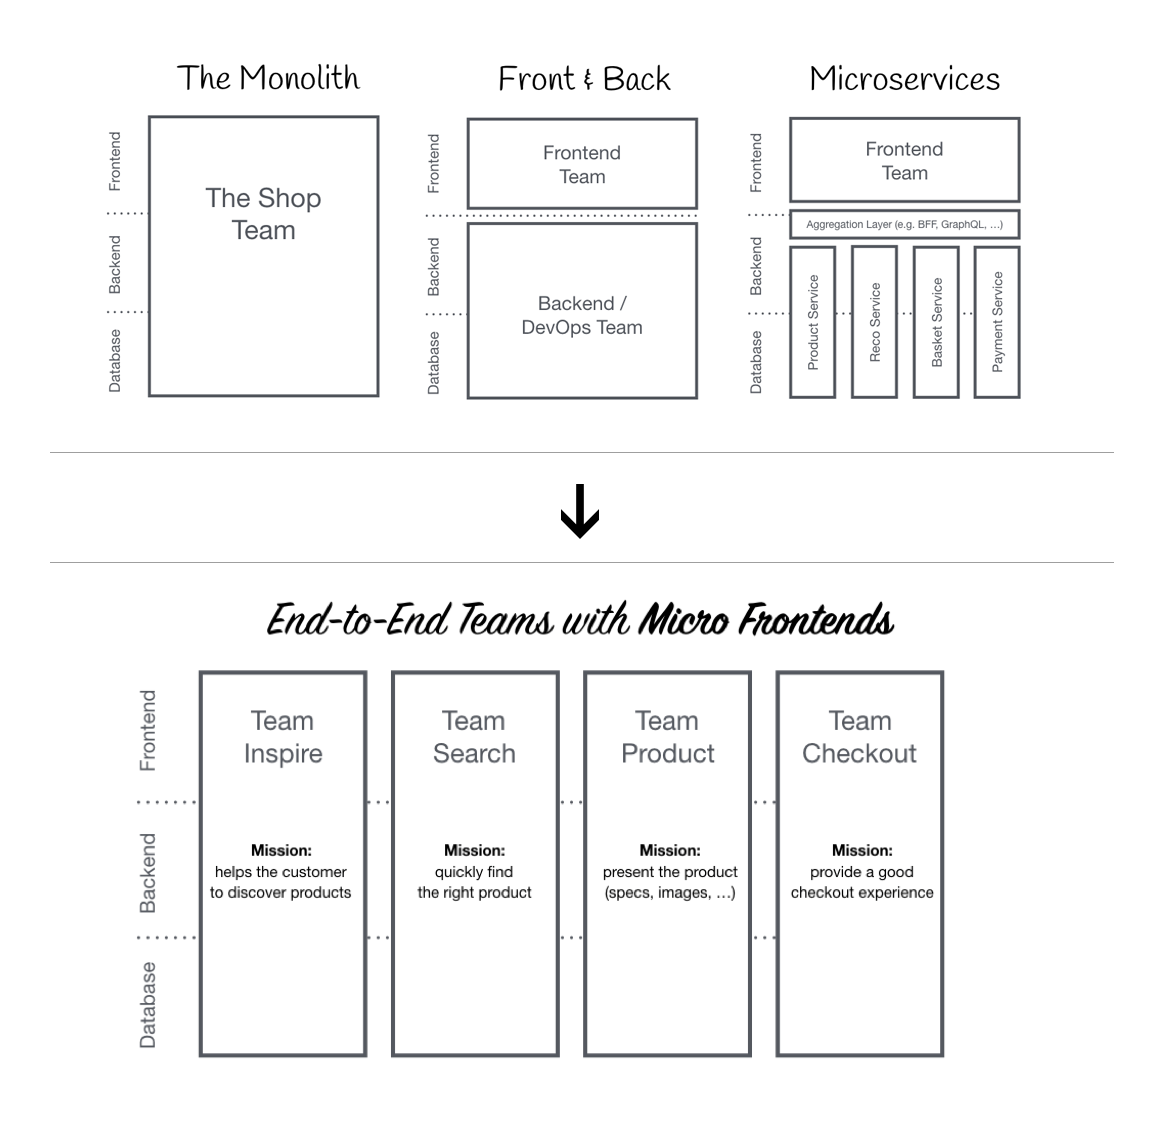 The Monolith
Frontend
Backend
Database
The Shop
Team
Front & Back
Frontend
Backend
Database
Frontend
Team
Backend /
DevOps Team
Microservices
Frontend
Backend
Database
Frontend
Team
Aggregation Layer (e.g. BFF, GraphQL, …)
Product Service
Reco Service
Basket Service
Payment Service
End-to-End Teams with Micro Frontends
Frontend
Backend
Database
Team
Inspire
Mission:
helps the customer
to discover products
Team
Search
Mission:
quickly find
the right product
Team
Product
Mission:
present the product
(specs, images, …)
Team
Checkout
Mission:
provide a good
checkout experience